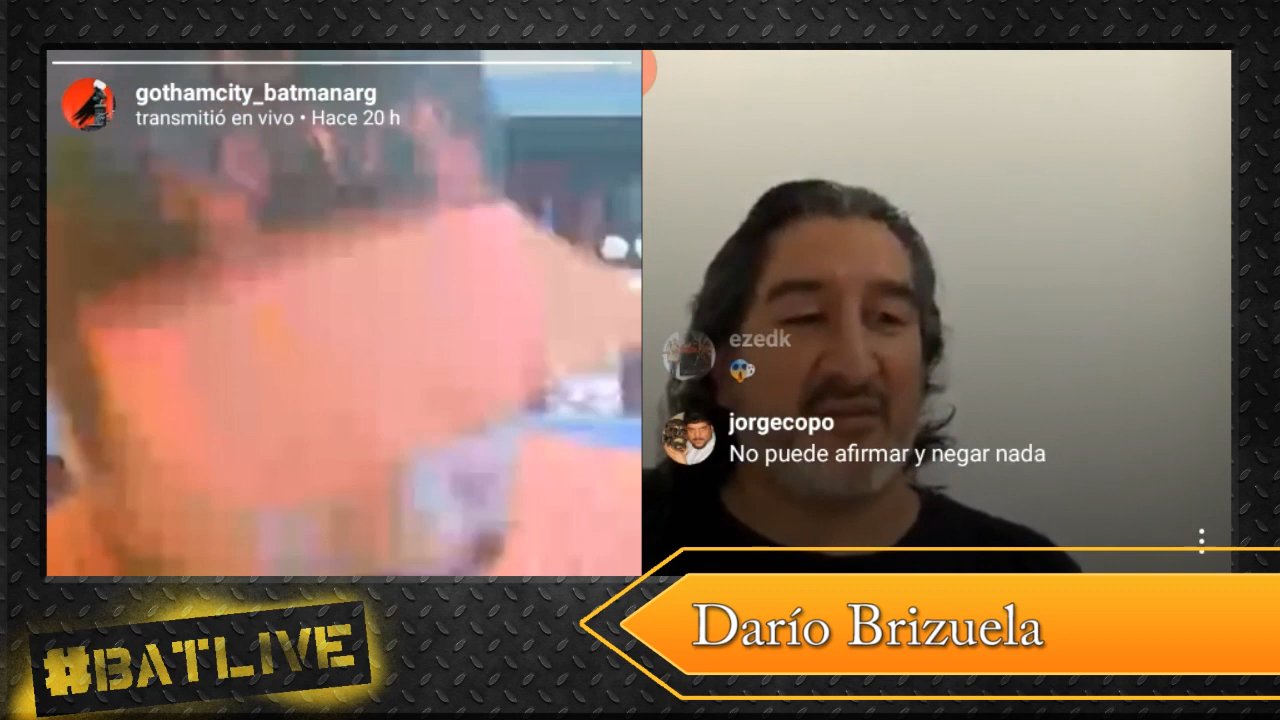 gothamcity_batmanarg
transmitió en vivo • Hace 20 h
ezedk
jorgecopo
No puede afirmar y negar nada
Darío Brizuela
#BATLIVE